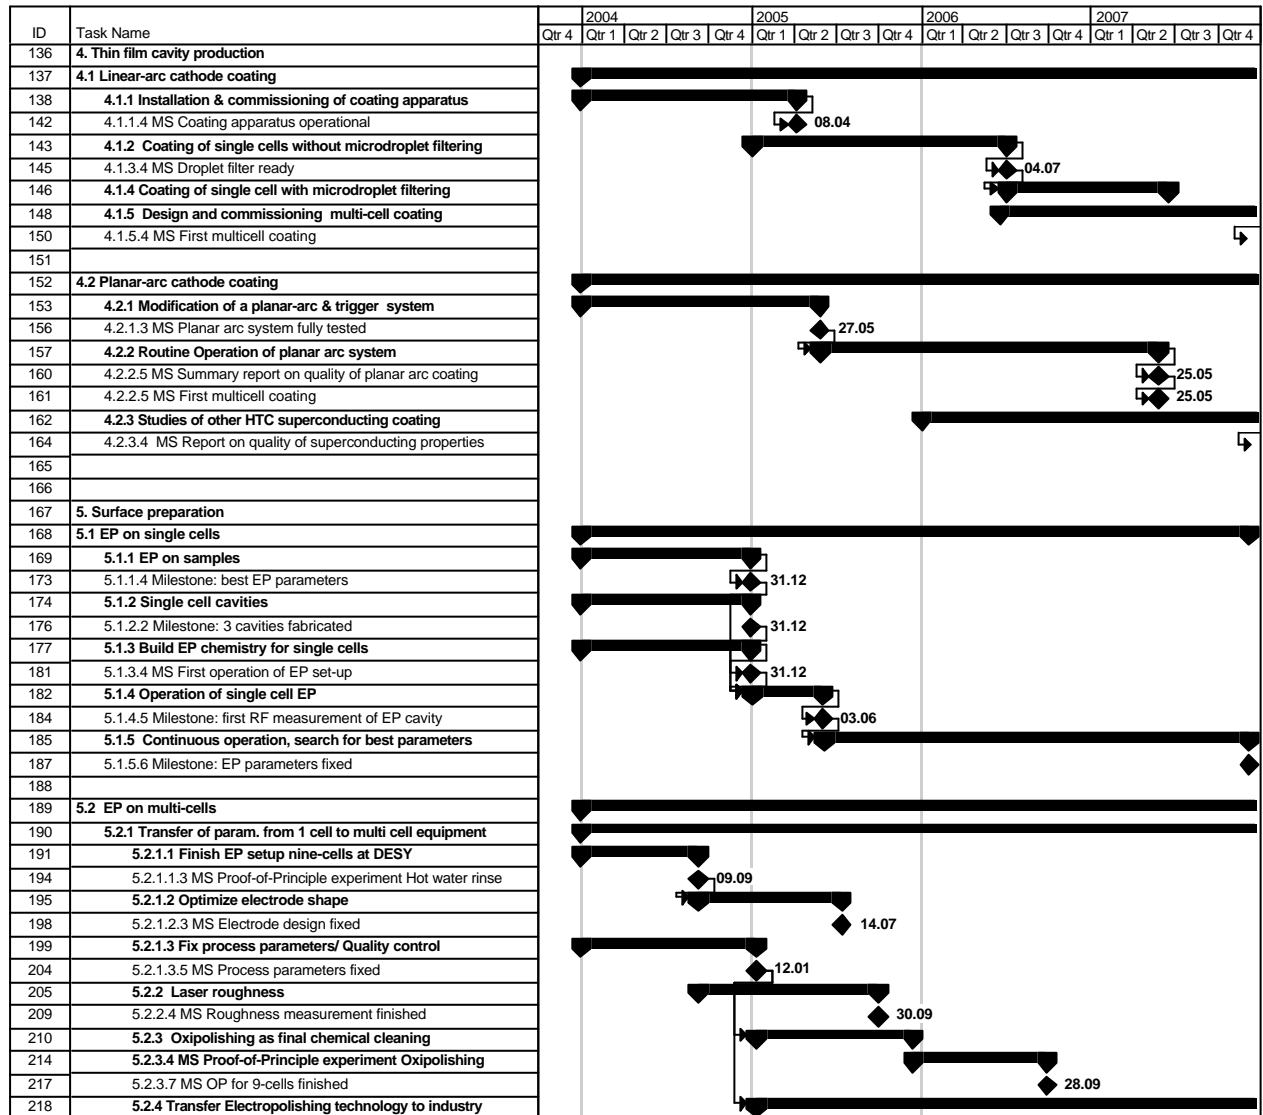 2004 2005 2006 2007
ID Task Name Qtr 4 Qtr 1 Qtr 2 Qtr 3 Qtr 4 Qtr 1 Qtr 2 Qtr 3 Qtr 4 Qtr 1 Qtr 2 Qtr 3 Qtr 4 Qtr 1 Qtr 2 Qtr 3 Qtr 4
136 4. Thin film cavity production
137 4.1 Linear-arc cathode coating
138 4.1.1 Installation & commissioning of coating apparatus
142 4.1.1.4 MS Coating apparatus operational 08.04
143 4.1.2 Coating of single cells without microdroplet filtering
145 4.1.3.4 MS Droplet filter ready 04.07
146 4.1.4 Coating of single cell with microdroplet filtering
148 4.1.5 Design and commissioning multi-cell coating
150 4.1.5.4 MS First multicell coating
151
152 4.2 Planar-arc cathode coating
153 4.2.1 Modification of a planar-arc & trigger system
156 4.2.1.3 MS Planar arc system fully tested 27.05
157 4.2.2 Routine Operation of planar arc system
160 4.2.2.5 MS Summary report on quality of planar arc coating 25.05
161 4.2.2.5 MS First multicell coating 25.05
162 4.2.3 Studies of other HTC superconducting coating
164 4.2.3.4 MS Report on quality of superconducting properties
165
166
167 5. Surface preparation
168 5.1 EP on single cells
169 5.1.1 EP on samples
173 5.1.1.4 Milestone: best EP parameters 31.12
174 5.1.2 Single cell cavities
176 5.1.2.2 Milestone: 3 cavities fabricated 31.12
177 5.1.3 Build EP chemistry for single cells
181 5.1.3.4 MS First operation of EP set-up 31.12
182 5.1.4 Operation of single cell EP
184 5.1.4.5 Milestone: first RF measurement of EP cavity 03.06
185 5.1.5 Continuous operation, search for best parameters
187 5.1.5.6 Milestone: EP parameters fixed
188
189 5.2 EP on multi-cells
190 5.2.1 Transfer of param. from 1 cell to multi cell equipment
191 5.2.1.1 Finish EP setup nine-cells at DESY
194 5.2.1.1.3 MS Proof-of-Principle experiment Hot water rinse 09.09
195 5.2.1.2 Optimize electrode shape
198 5.2.1.2.3 MS Electrode design fixed 14.07
199 5.2.1.3 Fix process parameters/ Quality control
204 5.2.1.3.5 MS Process parameters fixed 12.01
205 5.2.2 Laser roughness
209 5.2.2.4 MS Roughness measurement finished 30.09
210 5.2.3 Oxipolishing as final chemical cleaning
214 5.2.3.4 MS Proof-of-Principle experiment Oxipolishing
217 5.2.3.7 MS OP for 9-cells finished 28.09
218 5.2.4 Transfer Electropolishing technology to industry